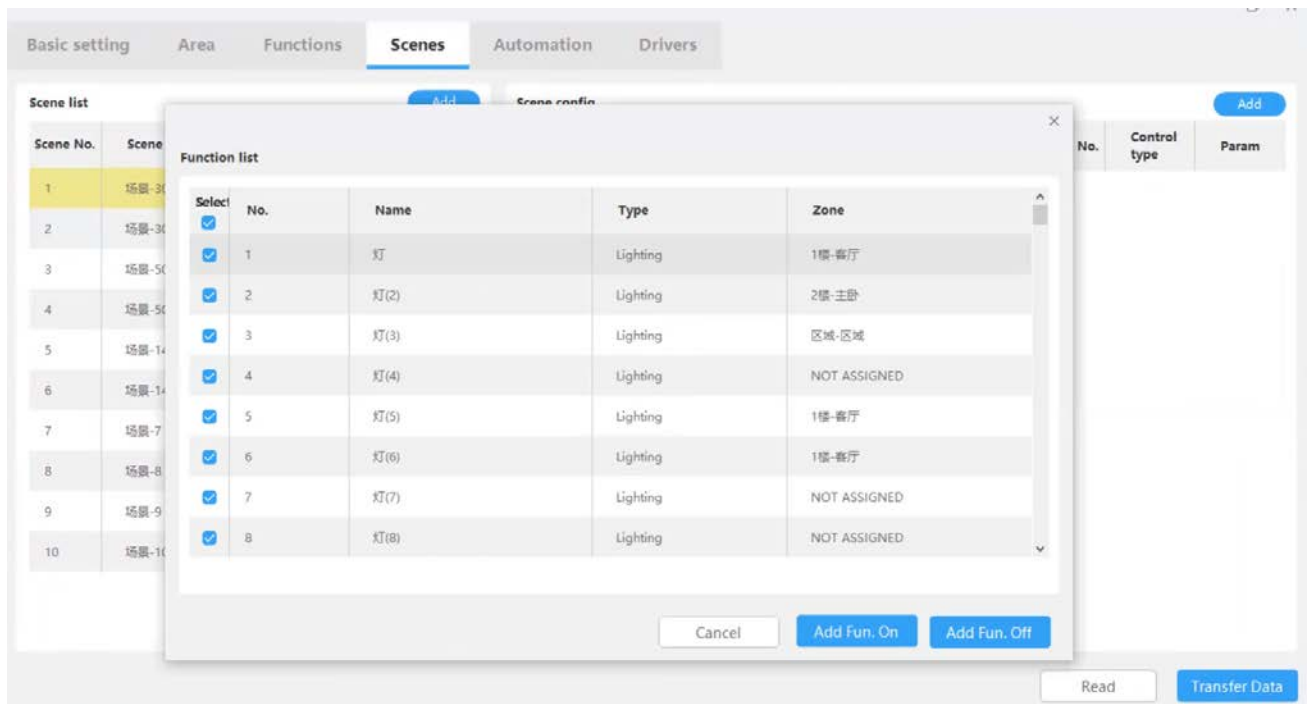 Basic setting Area Functions Scenes Automation Drivers
Scene list Add Scene config Add
Scene No. Scene No. Control type Param
Function list
Select No. Name Type Zone
1 场景-30
2 场景-30
3 场景-50
4 场景-50
5 场景-14
6 场景-14
7 场景-7
8 场景-8
9 场景-9
10 场景-10
1 灯 Lighting 1楼-客厅
2 灯(2) Lighting 2楼-主卧
3 灯(3) Lighting 区域-区域
4 灯(4) Lighting NOT ASSIGNED
5 灯(5) Lighting 1楼-客厅
6 灯(6) Lighting 1楼-客厅
7 灯(7) Lighting NOT ASSIGNED
8 灯(8) Lighting NOT ASSIGNED
Cancel Add Fun. On Add Fun. Off
Read Transfer Data